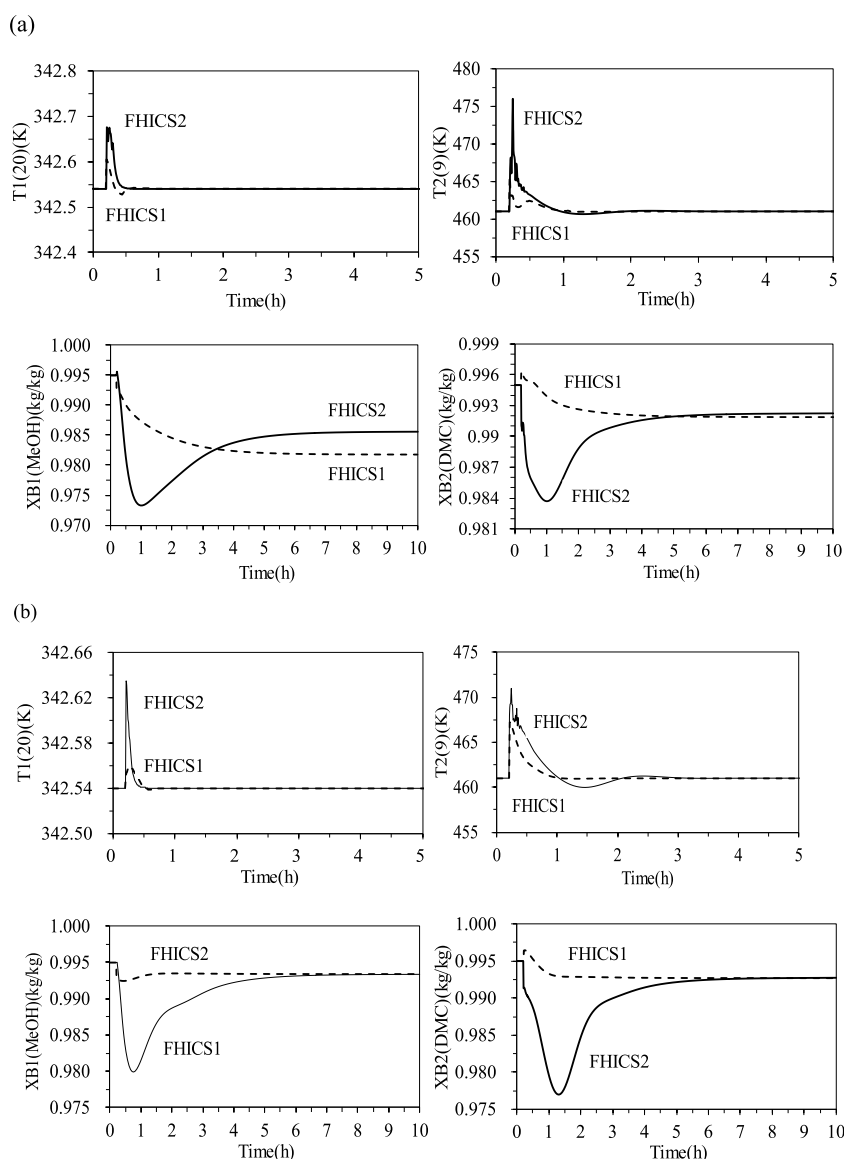 (a)
T1(20)(K)
342.8
342.7
342.6
342.5
342.4
FHICS2
FHICS1
0 1 2 3 4 5
Time(h)
T2(9)(K)
480
475
470
465
460
455
FHICS2
FHICS1
0 1 2 3 4 5
Time(h)
XB1(MeOH)(kg/kg)
1.000
0.995
0.990
0.985
0.980
0.975
0.970
FHICS2
FHICS1
0 1 2 3 4 5 6 7 8 9 10
Time(h)
XB2(DMC)(kg/kg)
0.999
0.996
0.993
0.99
0.987
0.984
0.981
FHICS1
FHICS2
0 1 2 3 4 5 6 7 8 9 10
Time(h)
(b)
T1(20)(K)
342.66
342.62
342.58
342.54
342.50
FHICS2
FHICS1
0 1 2 3 4 5
Time(h)
T2(9)(K)
475
470
465
460
455
FHICS2
FHICS1
0 1 2 3 4 5
Time(h)
XB1(MeOH)(kg/kg)
1.000
0.995
0.990
0.985
0.980
0.975
FHICS2
FHICS1
0 1 2 3 4 5 6 7 8 9 10
Time(h)
XB2(DMC)(kg/kg)
1.000
0.995
0.990
0.985
0.980
0.975
FHICS1
FHICS2
0 1 2 3 4 5 6 7 8 9 10
Time(h)